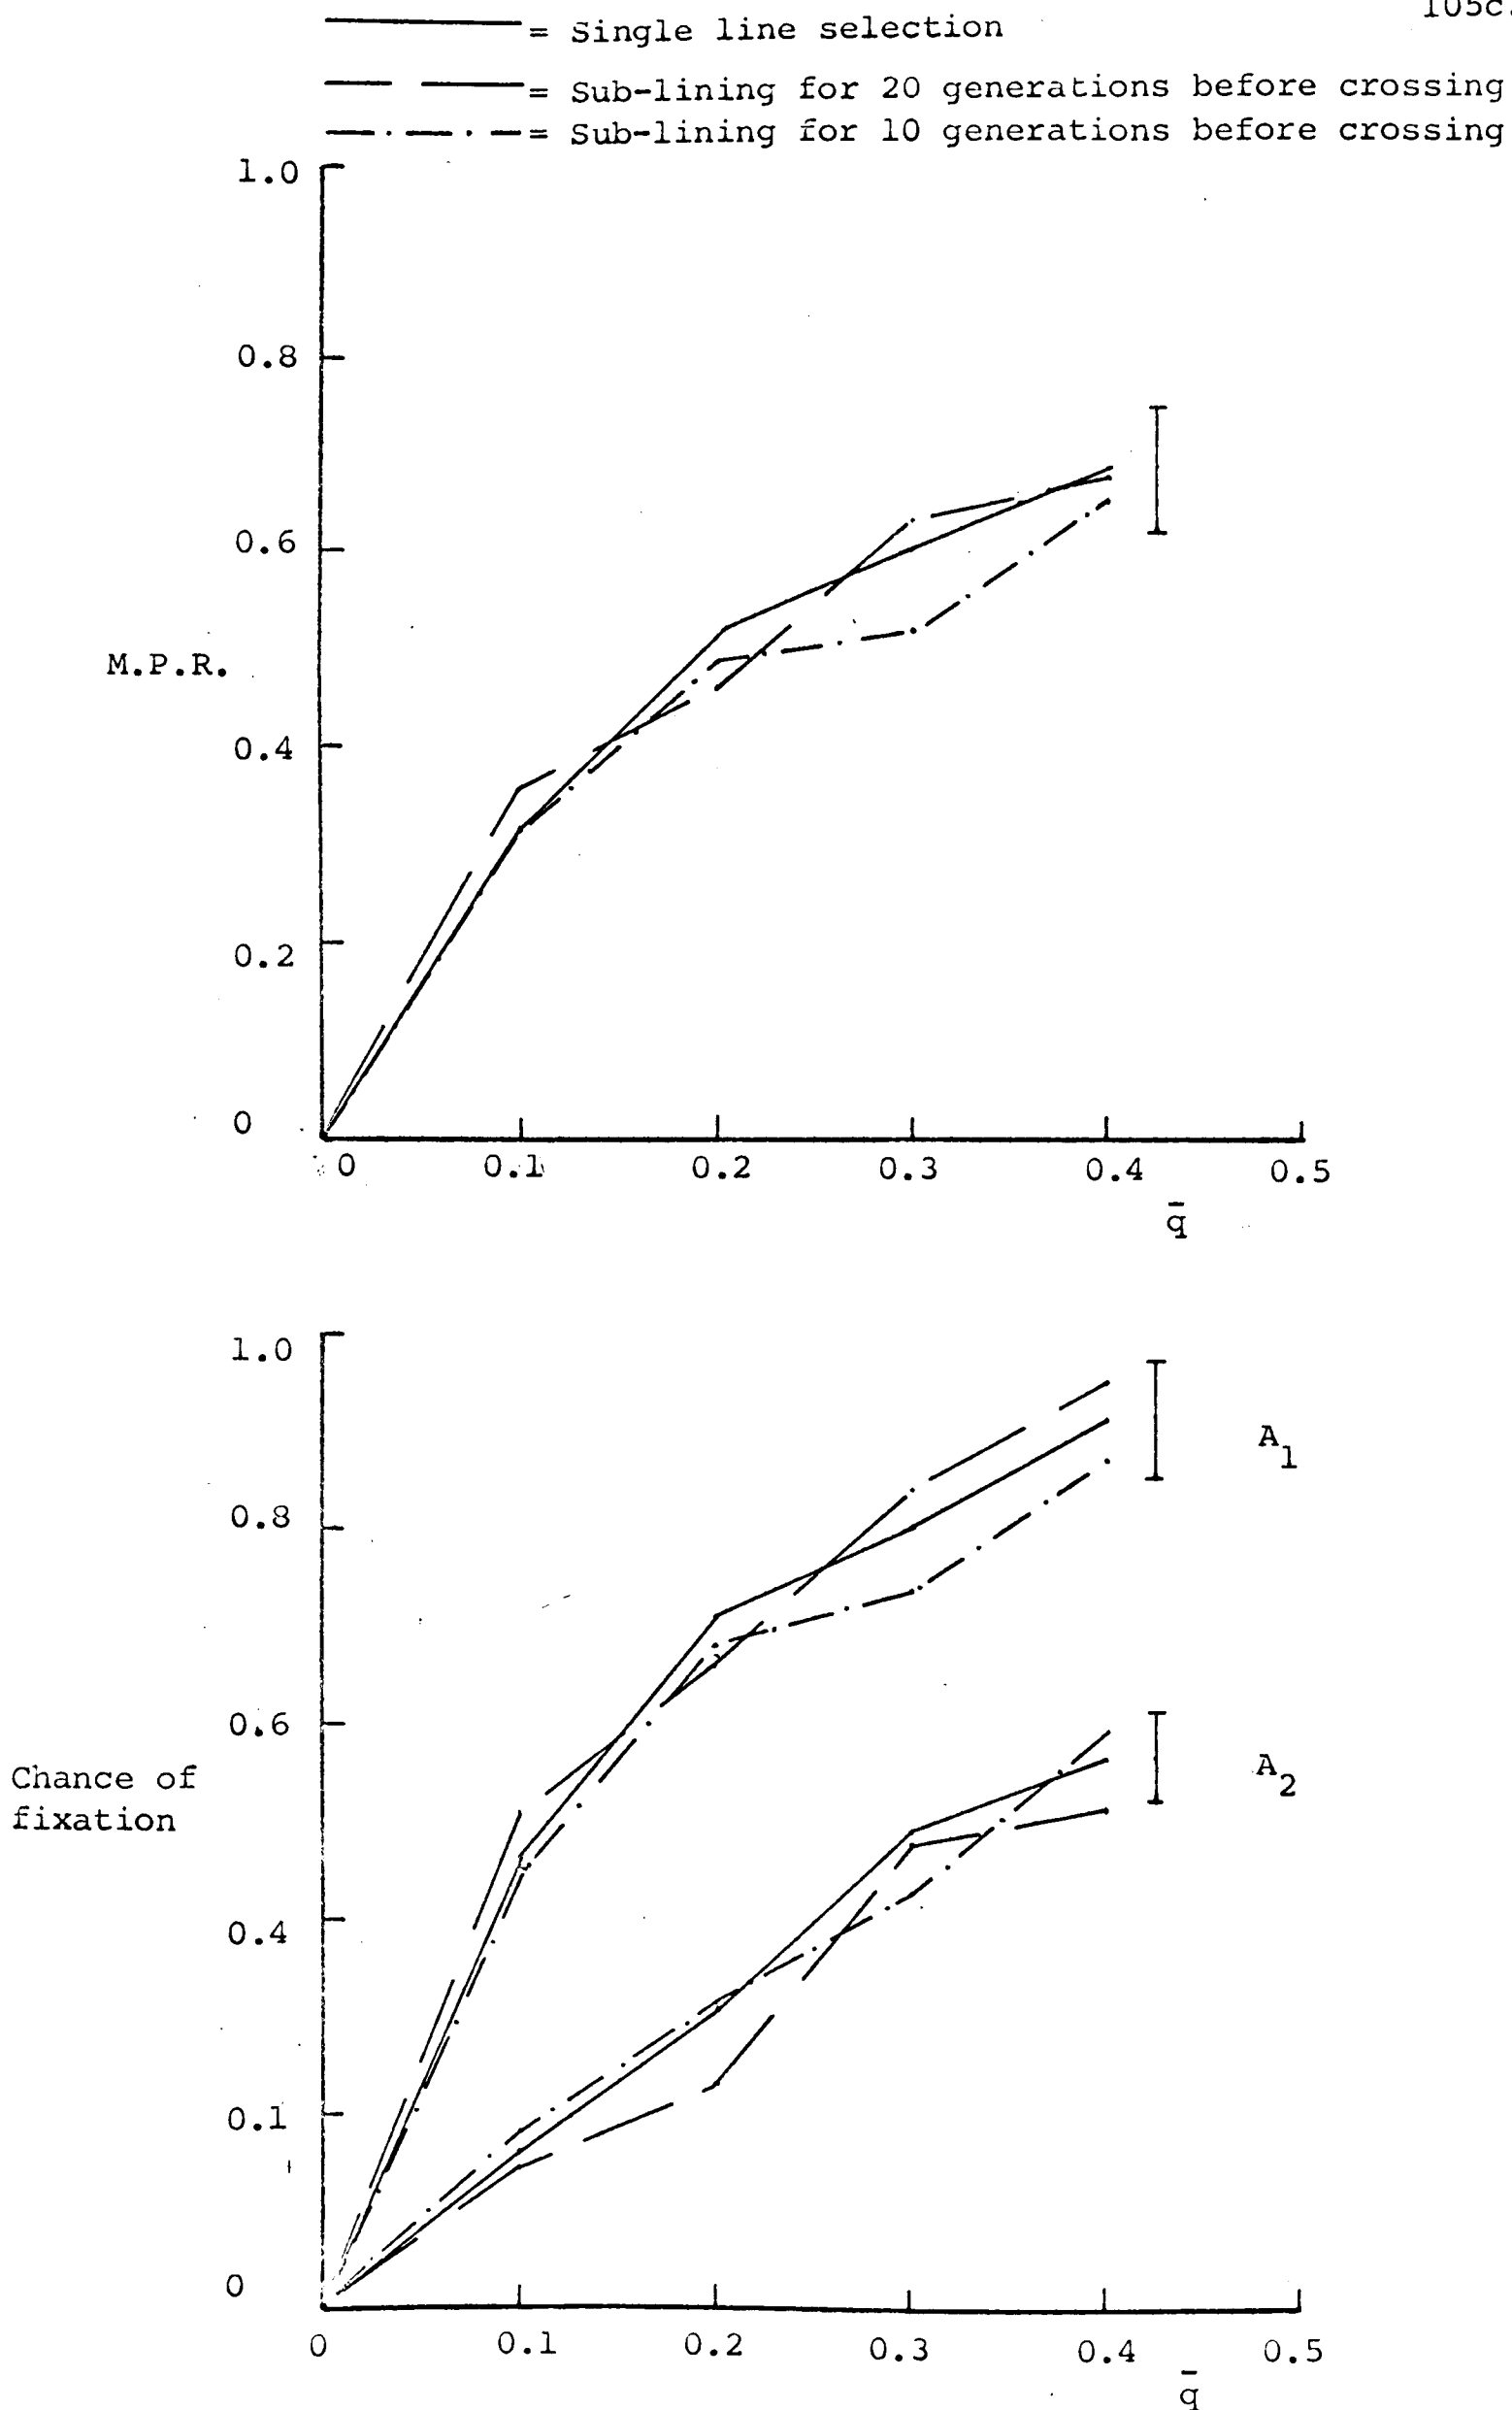 105c.
= Single line selection
= Sub-lining for 20 generations before crossing
= Sub-lining for 10 generations before crossing
1.0
0.8
0.6
M.P.R.
0.4
0.2
0
0 0.1 0.2 0.3 0.4 0.5
q̄
1.0
A1
0.8
0.6
Chance of
fixation
A2
0.4
0.1
0
0 0.1 0.2 0.3 0.4 0.5
q̄